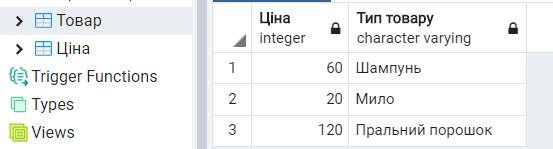 Товар
Ціна
Trigger Functions
Types
Views
Ціна Тип товару
integer character varying
1 60 Шампунь
2 20 Мило
3 120 Пральний порошок